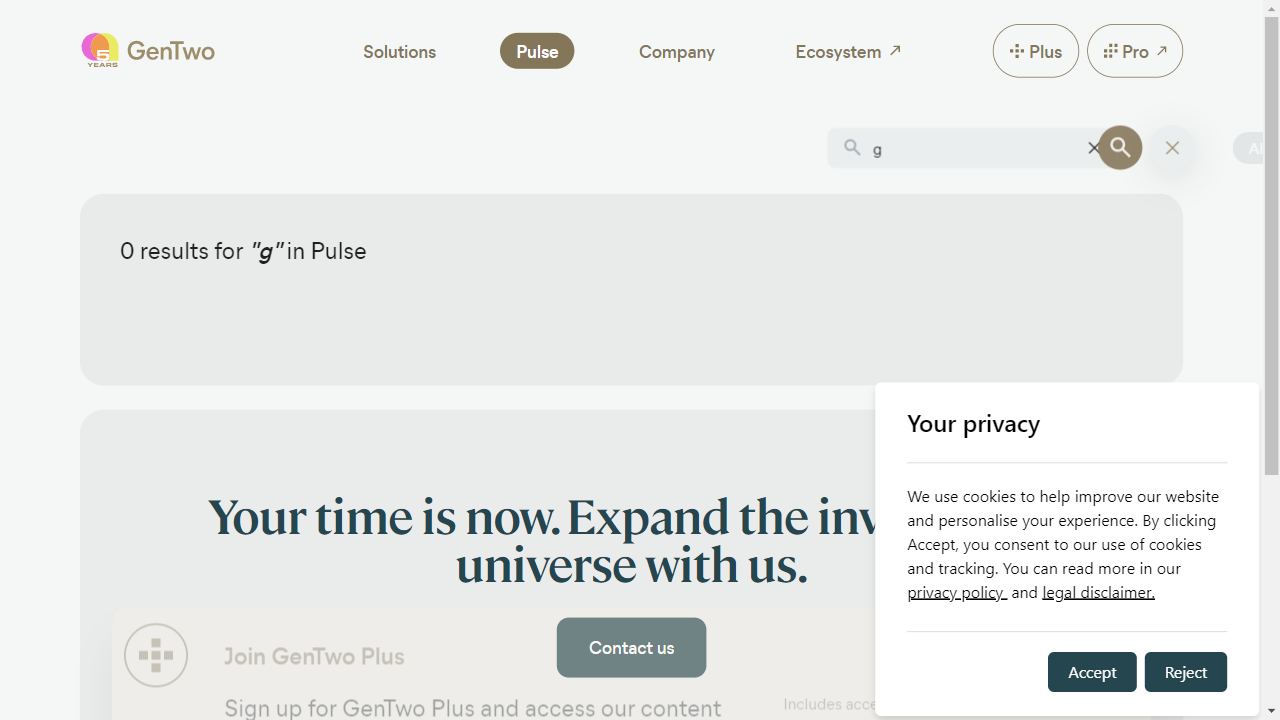 5 YEARS GenTwo
Solutions
Pulse
Company
Ecosystem
Plus
Pro
g
0 results for "g" in Pulse
Your privacy
We use cookies to help improve our website
and personalise your experience. By clicking
Accept, you consent to our use of cookies
and tracking. You can read more in our
privacy policy and legal disclaimer.
Accept
Reject
Your time is now. Expand the inv
universe with us.
Contact us
Join GenTwo Plus
Sign up for GenTwo Plus and access our content
Includes acce